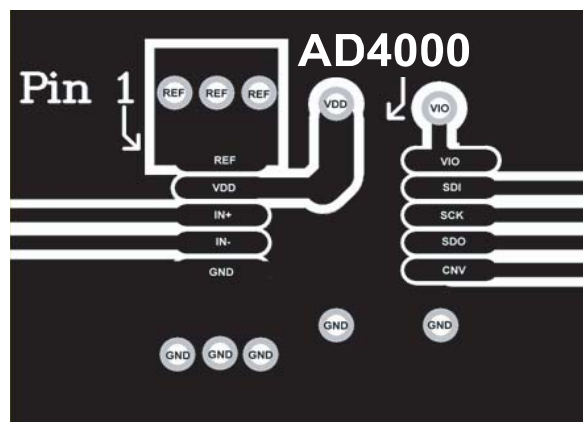 AD4000
Pin 1
REF REF REF
VDD
VIO
REF
VDD
IN+
IN-
GND
VIO
SDI
SCK
SDO
CNV
GND
GND
GND GND GND